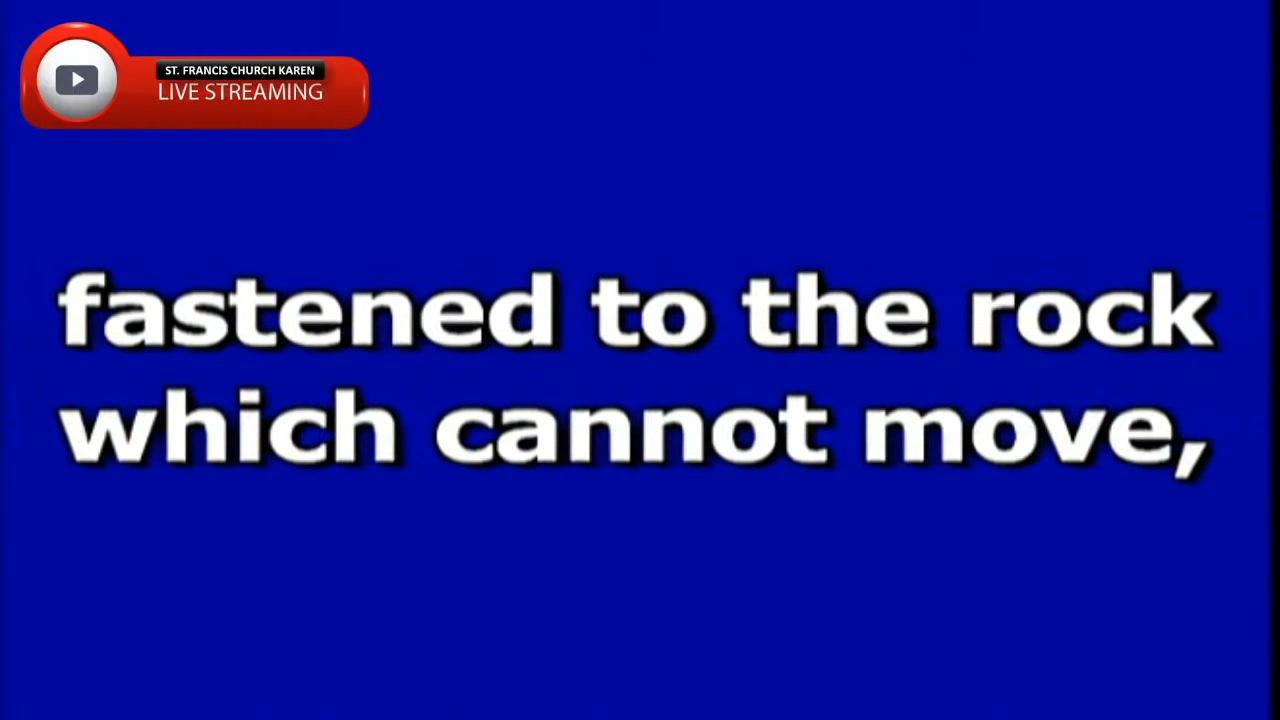 ST. FRANCIS CHURCH KAREN
LIVE STREAMING
fastened to the rock
which cannot move,